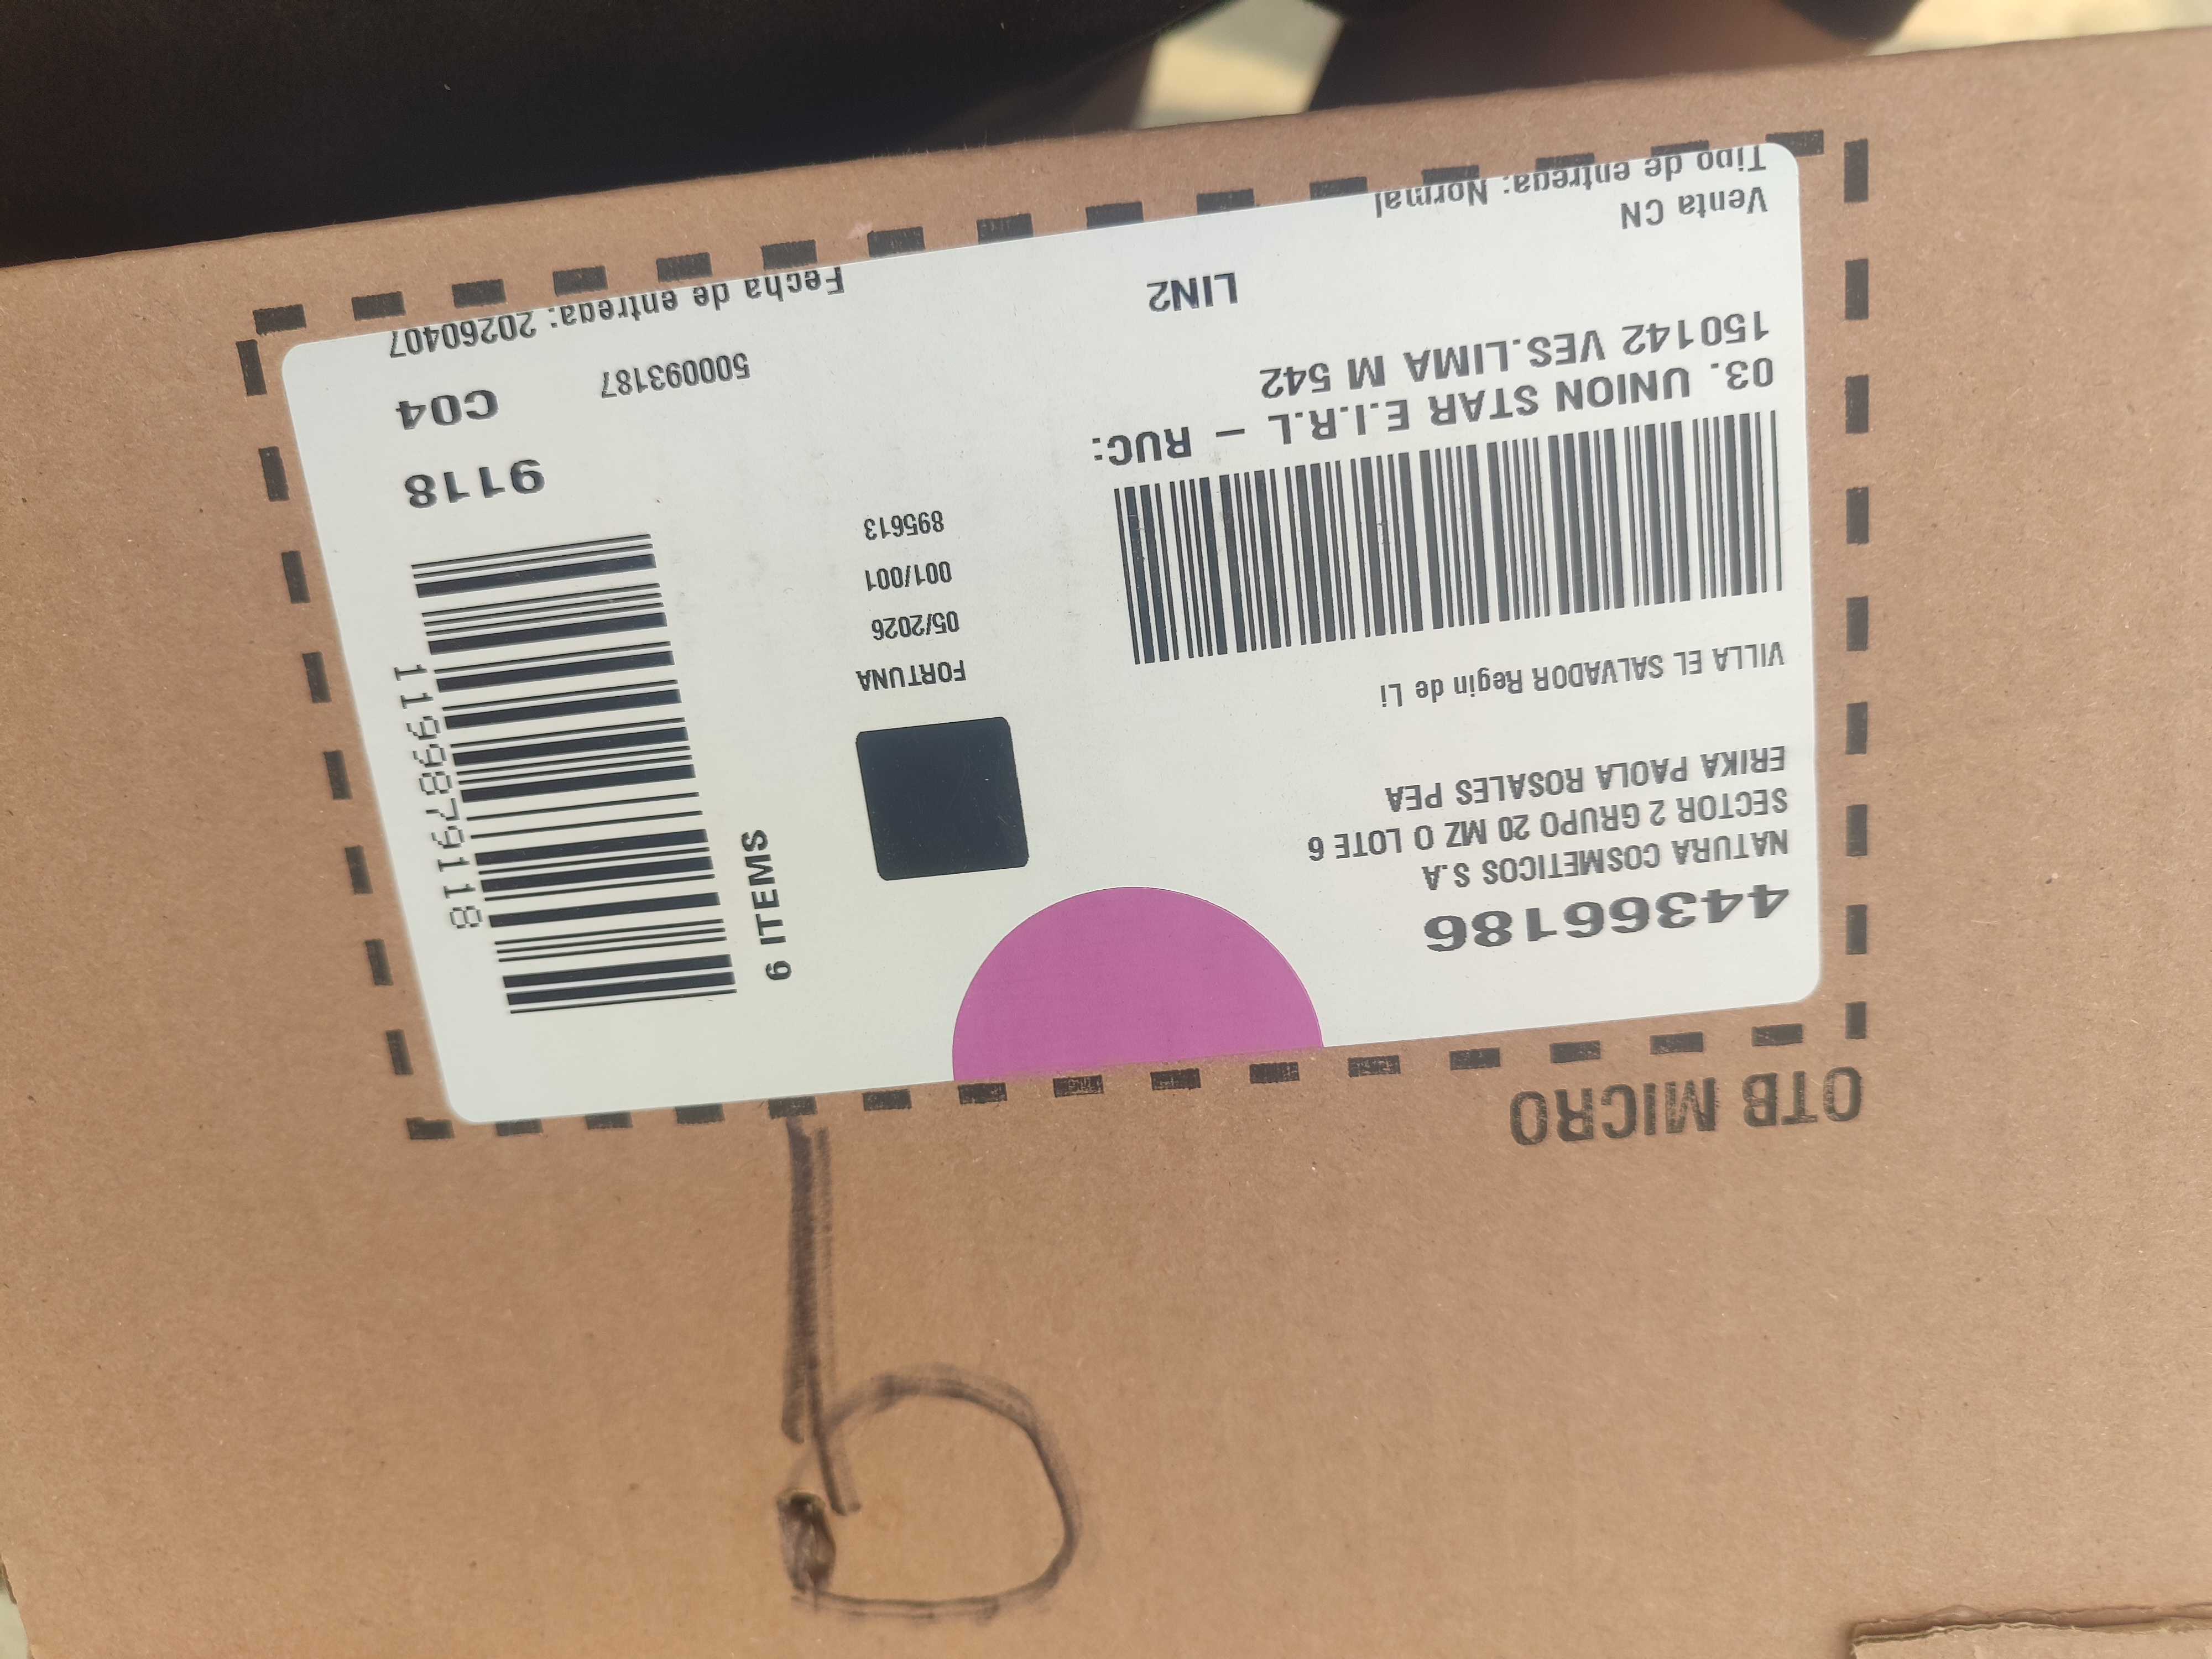 OTB MICRO
44366186
NATURA COSMETICOS S.A
SECTOR 2 GRUPO 20 MZ O LOTE 6
ERIKA PAOLA ROSALES PEA
VILLA EL SALVADOR Regin de Li
03. UNION STAR E.I.R.L - RUC:
150142 VES.LIMA M 542
LIN2
Venta CN
Tipo de entrega: Normal
FORTUNA
05/2026
001/001
895613
6 ITEMS
119998799118
9118
C04
500093187
Fecha de entrega: 20260407